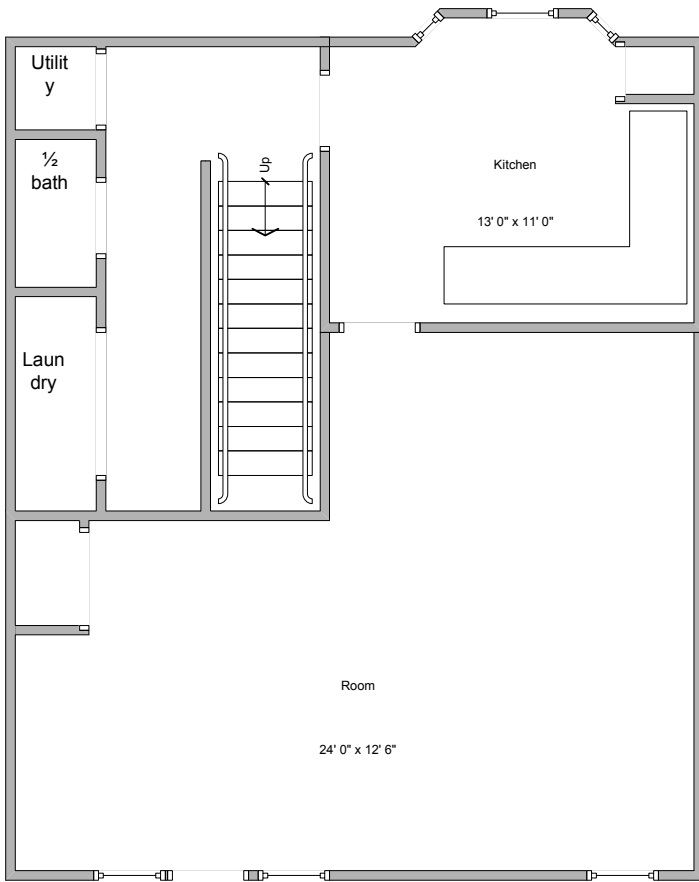 Utilit
y
½
bath
Up
Kitchen
13' 0" x 11' 0"
Laun
dry
Room
24' 0" x 12' 6"